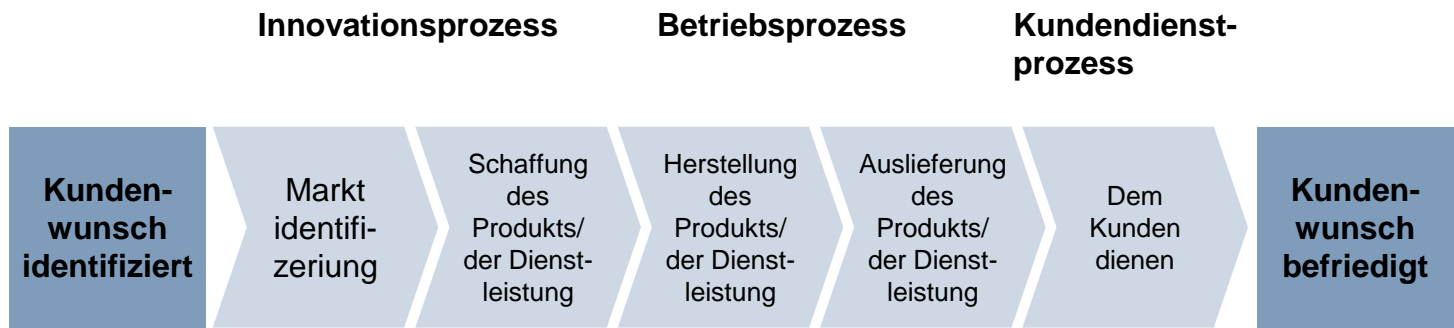 Innovationsprozess
Betriebsprozess
Kundendienst-
prozess
Kunden-
wunsch
identifiziert
Markt
identifi-
zeriung
Schaffung
des
Produkts/
der Dienst-
leistung
Herstellung
des
Produkts/
der Dienst-
leistung
Auslieferung
des
Produkts/
der Dienst-
leistung
Dem
Kunden
dienen
Kunden-
wunsch
befriedigt